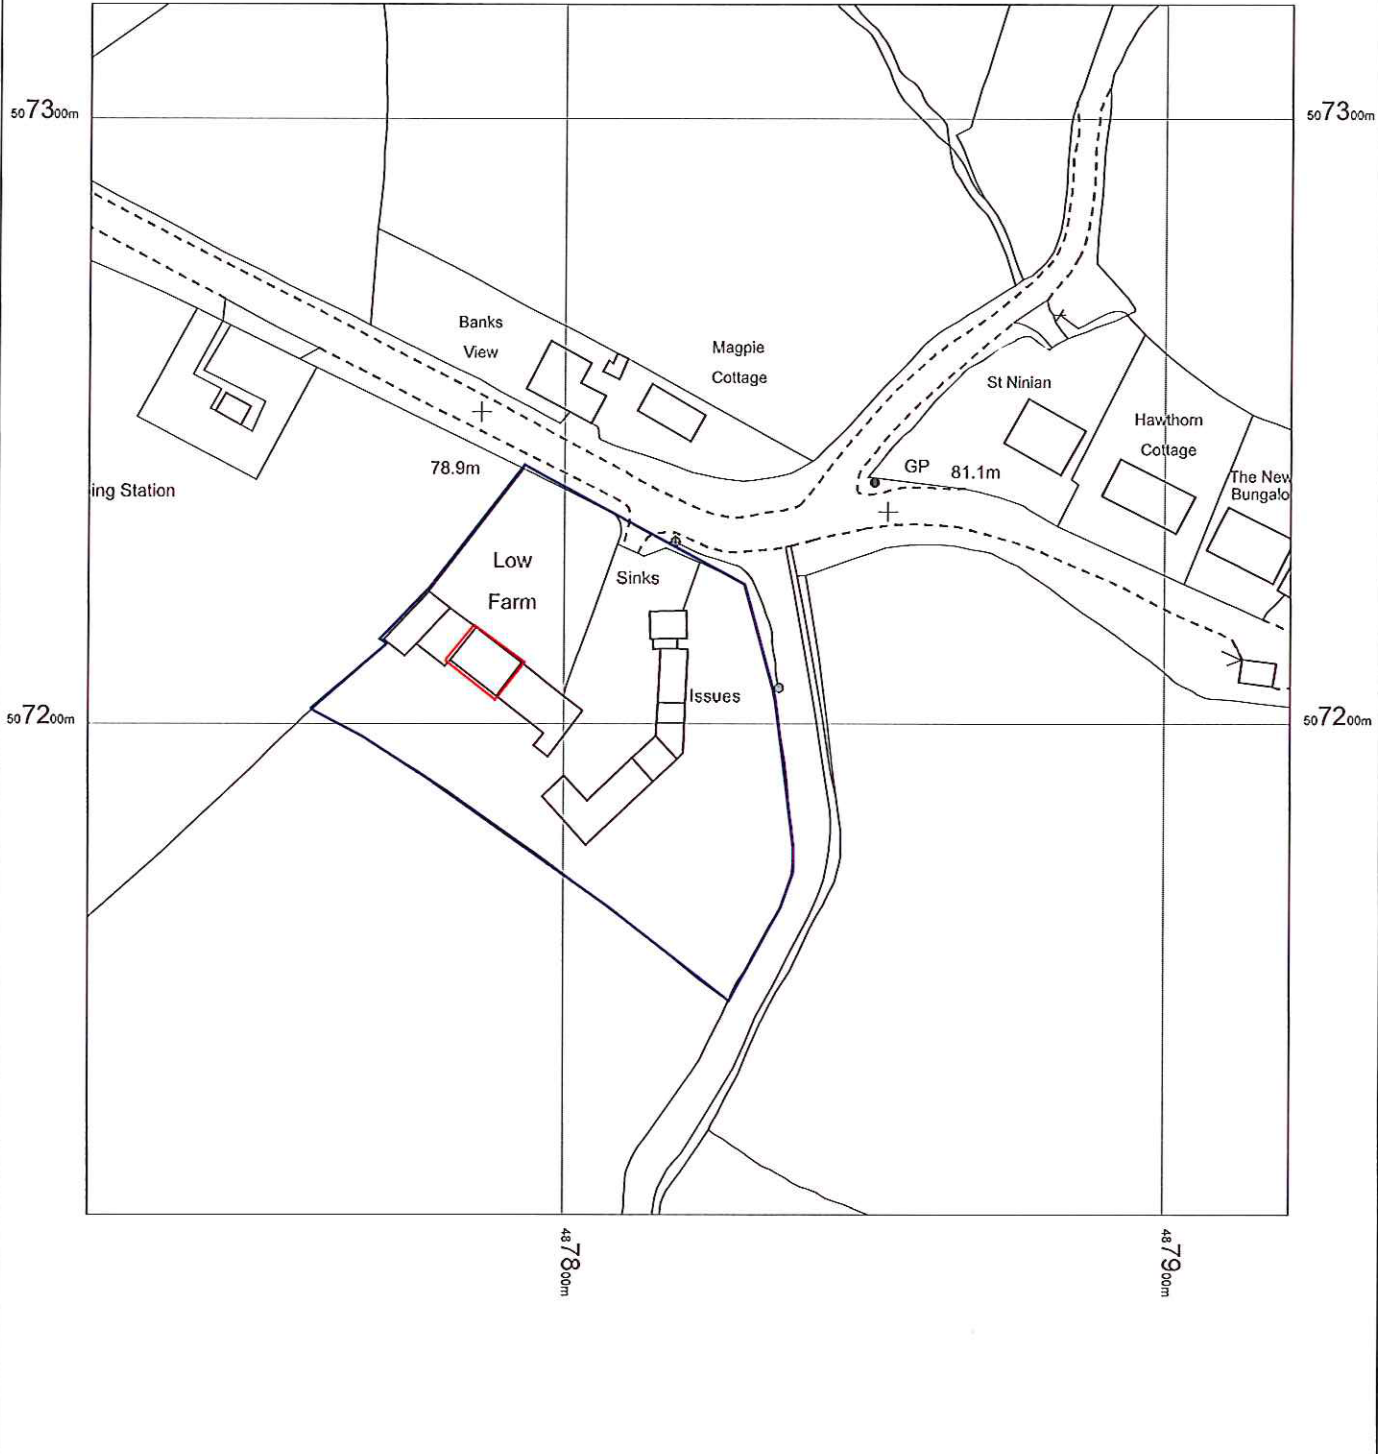 507300m
507300m
Banks
View
Magpie
Cottage
St Ninian
Hawthorn
Cottage
78.9m
GP
81.1m
The New
Bungalo
ing Station
Low
Farm
Sinks
Issues
507200m
507200m
487800m
487900m